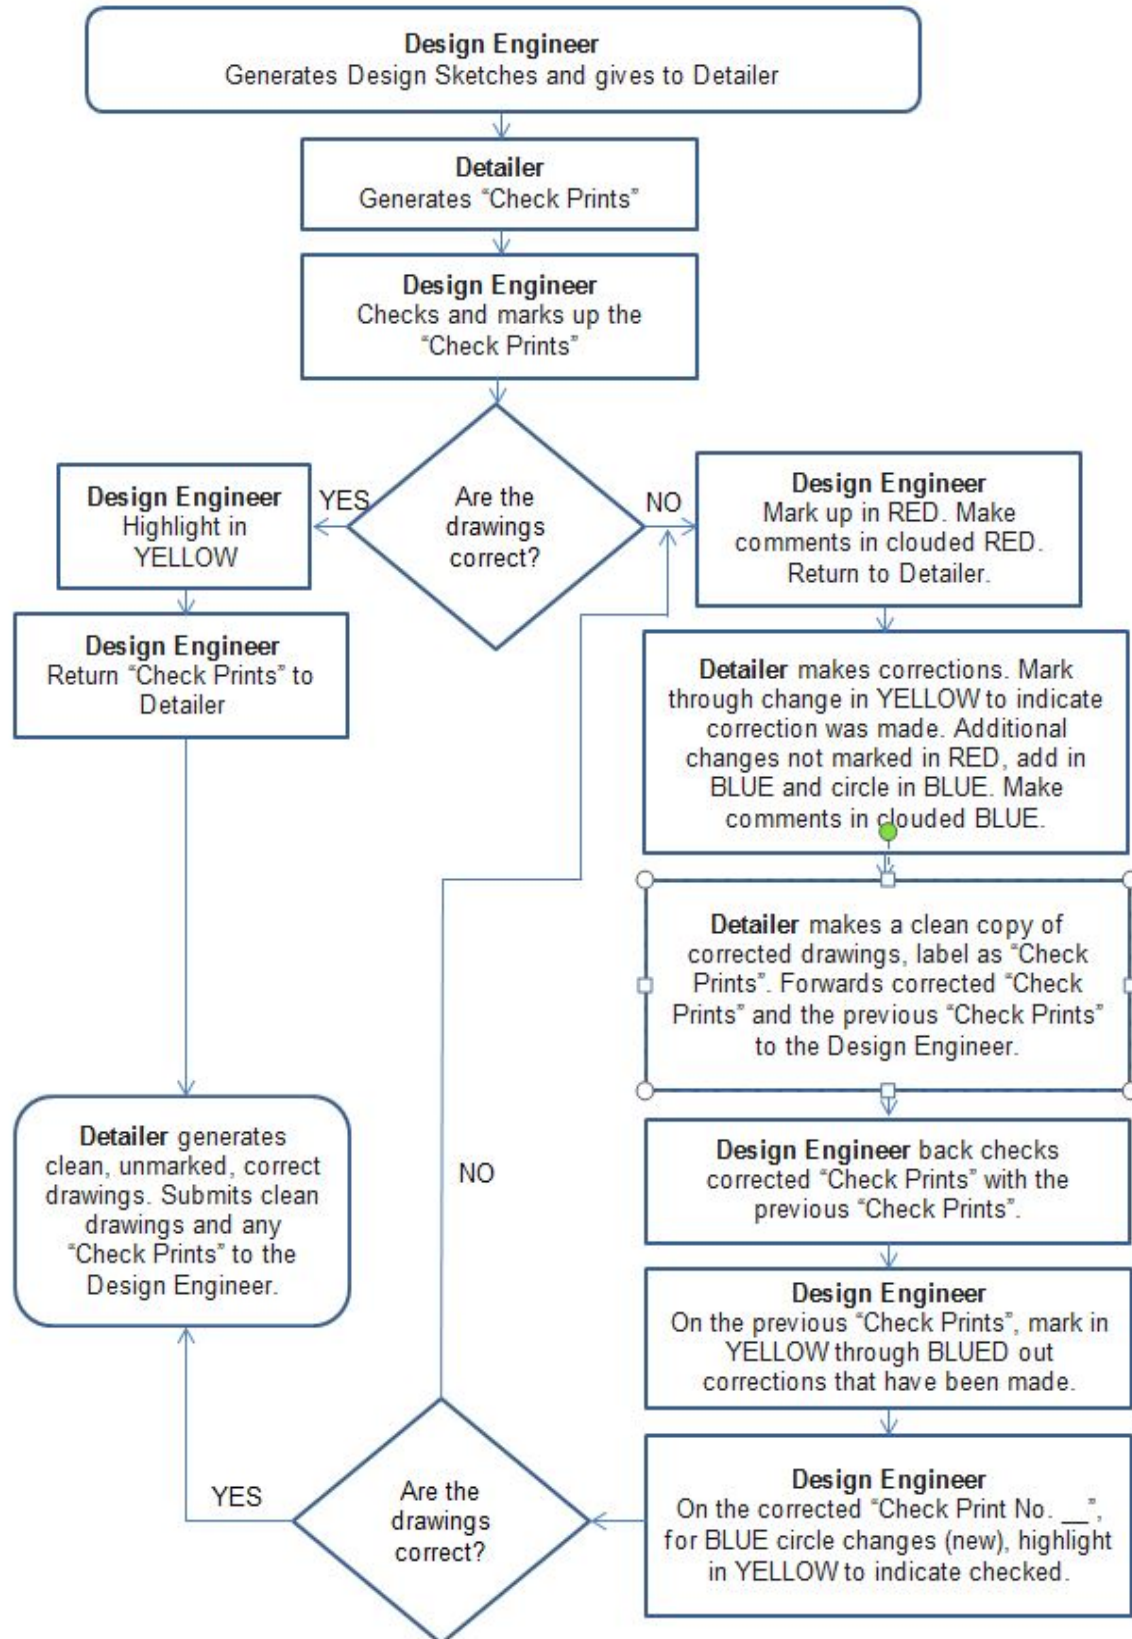 Design Engineer
Generates Design Sketches and gives to Detailer
Detailer
Generates “Check Prints”
Design Engineer
Checks and marks up the
“Check Prints”
Are the
drawings
correct?
YES
NO
Design Engineer
Highlight in
YELLOW
Design Engineer
Return “Check Prints” to
Detailer
Design Engineer
Mark up in RED. Make
comments in clouded RED.
Return to Detailer.
Detailer makes corrections. Mark
through change in YELLOW to indicate
correction was made. Additional
changes not marked in RED, add in
BLUE and circle in BLUE. Make
comments in clouded BLUE.
Detailer makes a clean copy of
corrected drawings, label as “Check
Prints”. Forwards corrected “Check
Prints” and the previous “Check Prints”
to the Design Engineer.
Design Engineer back checks
corrected “Check Prints” with the
previous “Check Prints”.
Design Engineer
On the previous “Check Prints”, mark in
YELLOW through BLUED out
corrections that have been made.
Design Engineer
On the corrected “Check Print No. __”,
for BLUE circle changes (new), highlight
in YELLOW to indicate checked.
Are the
drawings
correct?
NO
YES
Detailer generates
clean, unmarked, correct
drawings. Submits clean
drawings and any
“Check Prints” to the
Design Engineer.